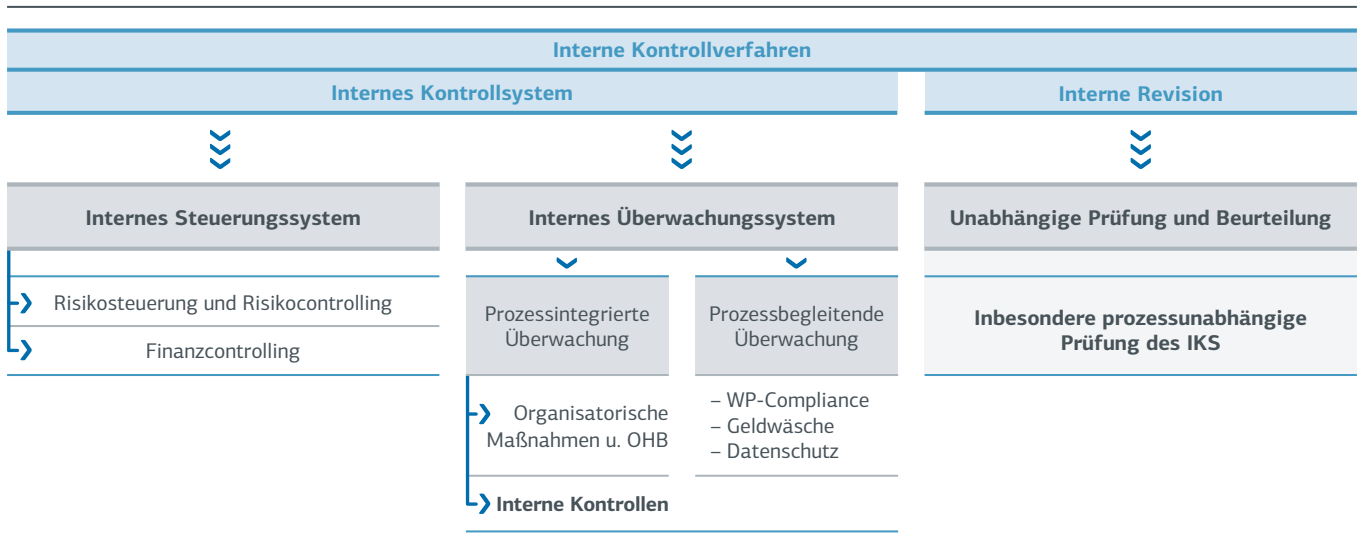 Interne Kontrollverfahren
Internes Kontrollsystem
Interne Revision
Internes Steuerungssystem
Internes Überwachungssystem
Unabhängige Prüfung und Beurteilung
Risikosteuerung und Risikocontrolling
Finanzcontrolling
Prozessintegrierte
Überwachung
Prozessbegleitende
Überwachung
Inbesondere prozessunabhängige
Prüfung des IKS
Organisatorische
Maßnahmen u. OHB
– WP-Compliance
– Geldwäsche
– Datenschutz
Interne Kontrollen